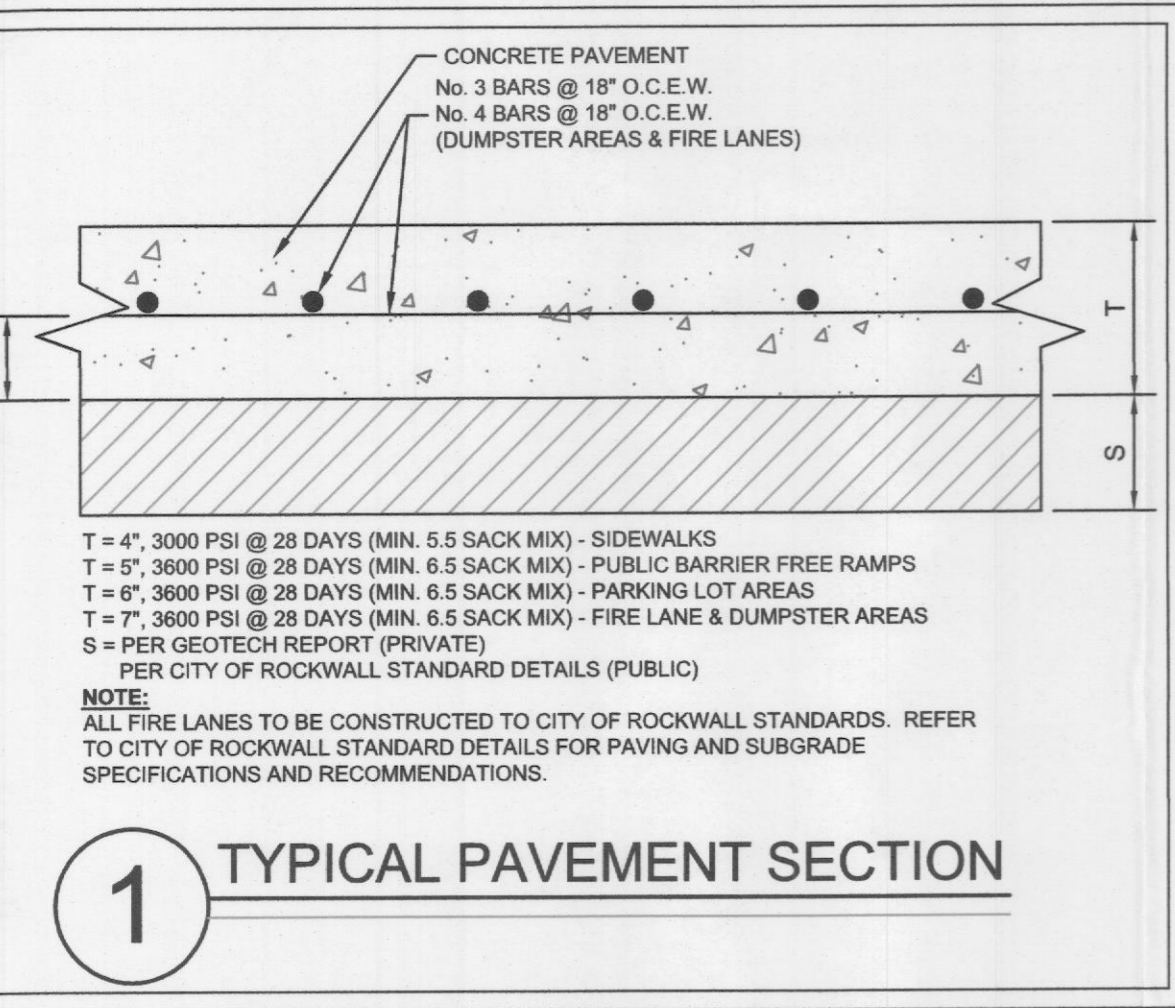 CONCRETE PAVEMENT
No. 3 BARS @ 18" O.C.E.W.
No. 4 BARS @ 18" O.C.E.W.
(DUMPSTER AREAS & FIRE LANES)
T
S
T = 4", 3000 PSI @ 28 DAYS (MIN. 5.5 SACK MIX) - SIDEWALKS
T = 5", 3600 PSI @ 28 DAYS (MIN. 6.5 SACK MIX) - PUBLIC BARRIER FREE RAMPS
T = 6", 3600 PSI @ 28 DAYS (MIN. 6.5 SACK MIX) - PARKING LOT AREAS
T = 7", 3600 PSI @ 28 DAYS (MIN. 6.5 SACK MIX) - FIRE LANE & DUMPSTER AREAS
S = PER GEOTECH REPORT (PRIVATE)
PER CITY OF ROCKWALL STANDARD DETAILS (PUBLIC)
NOTE:
ALL FIRE LANES TO BE CONSTRUCTED TO CITY OF ROCKWALL STANDARDS. REFER
TO CITY OF ROCKWALL STANDARD DETAILS FOR PAVING AND SUBGRADE
SPECIFICATIONS AND RECOMMENDATIONS.
1 TYPICAL PAVEMENT SECTION